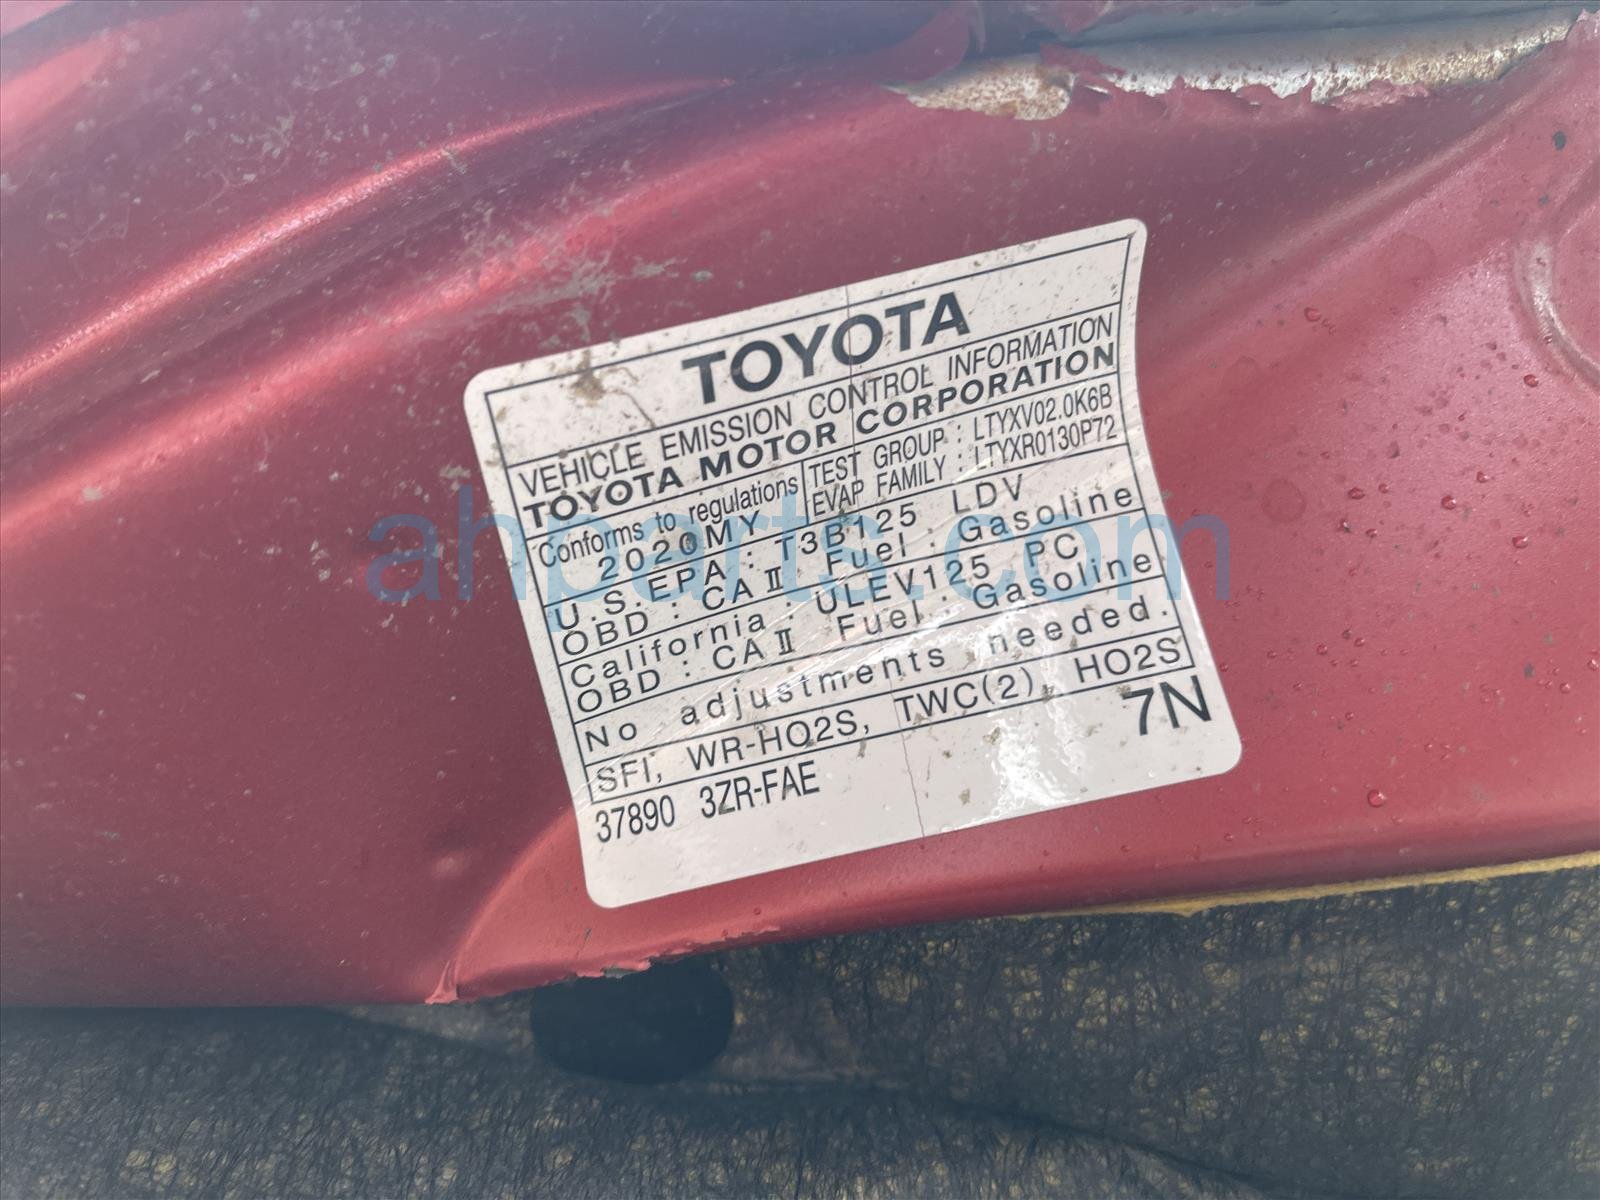 TOYOTA
VEHICLE EMISSION CONTROL INFORMATION
TOYOTA MOTOR CORPORATION
Conforms to regulations
2020MY
TEST GROUP : LTYXV02.0K6B
EVAP FAMILY : LTYXR0130P72
U.S.EPA : T3B125 LDV
OBD : CAⅡ Fuel : Gasoline
California : ULEV125 PC
OBD : CAⅡ Fuel : Gasoline
No adjustments needed.
SFI, WR-HO2S, TWC(2), HO2S
37890 3ZR-FAE
7N
ahparts.com